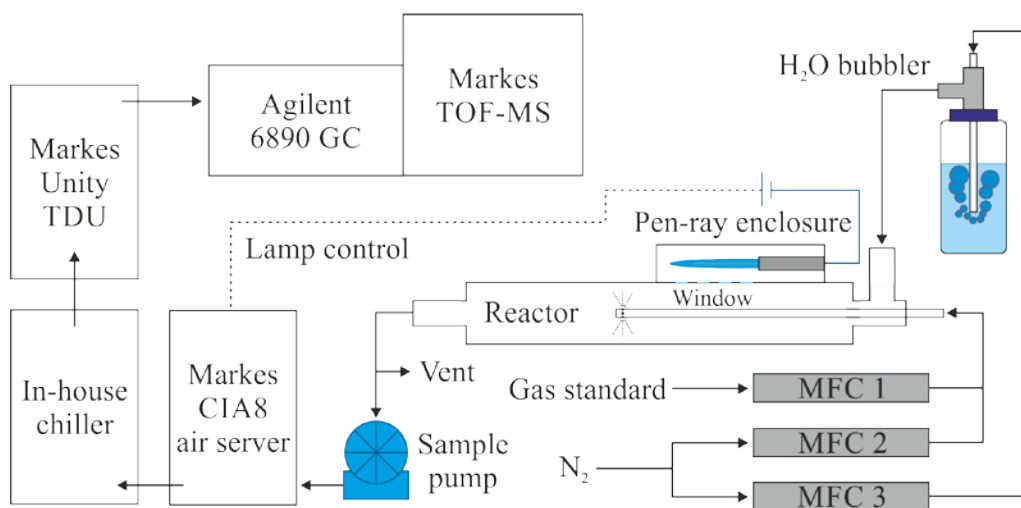 Markes
Unity
TDU
Agilent
6890 GC
Markes
TOF-MS
H₂O bubbler
Lamp control
Pen-ray enclosure
Window
Reactor
In-house
chiller
Markes
CIA8
air server
Vent
Sample
pump
Gas standard
MFC 1
N₂
MFC 2
MFC 3